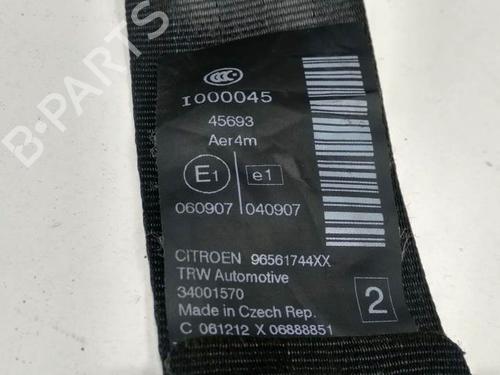 B-PARTS
I000045
45693
Aer4m
E1 e1
060907 040907
CITROEN 96561744XX
TRW Automotive
34001570
Made in Czech Rep.
2
C 061212 X 06888851